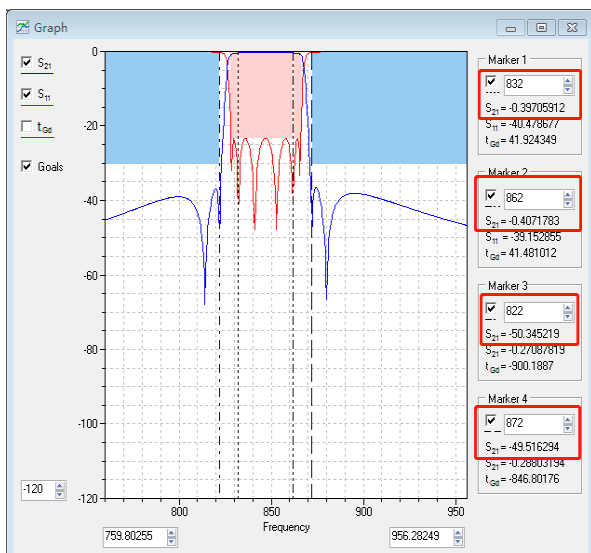 Graph
S21
S11
tGd
Goals
0
-20
-40
-60
-80
-100
-120
-120
800
850
900
950
Frequency
759.80255
956.28249
Marker 1
832
S21 = -0.39705912
S11 = -40.478677
tGd = 41.924349
Marker 2
862
S21 = -0.4071783
S11 = -39.152855
tGd = 41.481012
Marker 3
822
S21 = -50.345219
S21 = -0.27087819
tGd = -900.1887
Marker 4
872
S21 = -49.516294
S21 = -0.28803194
tGd = -846.80176